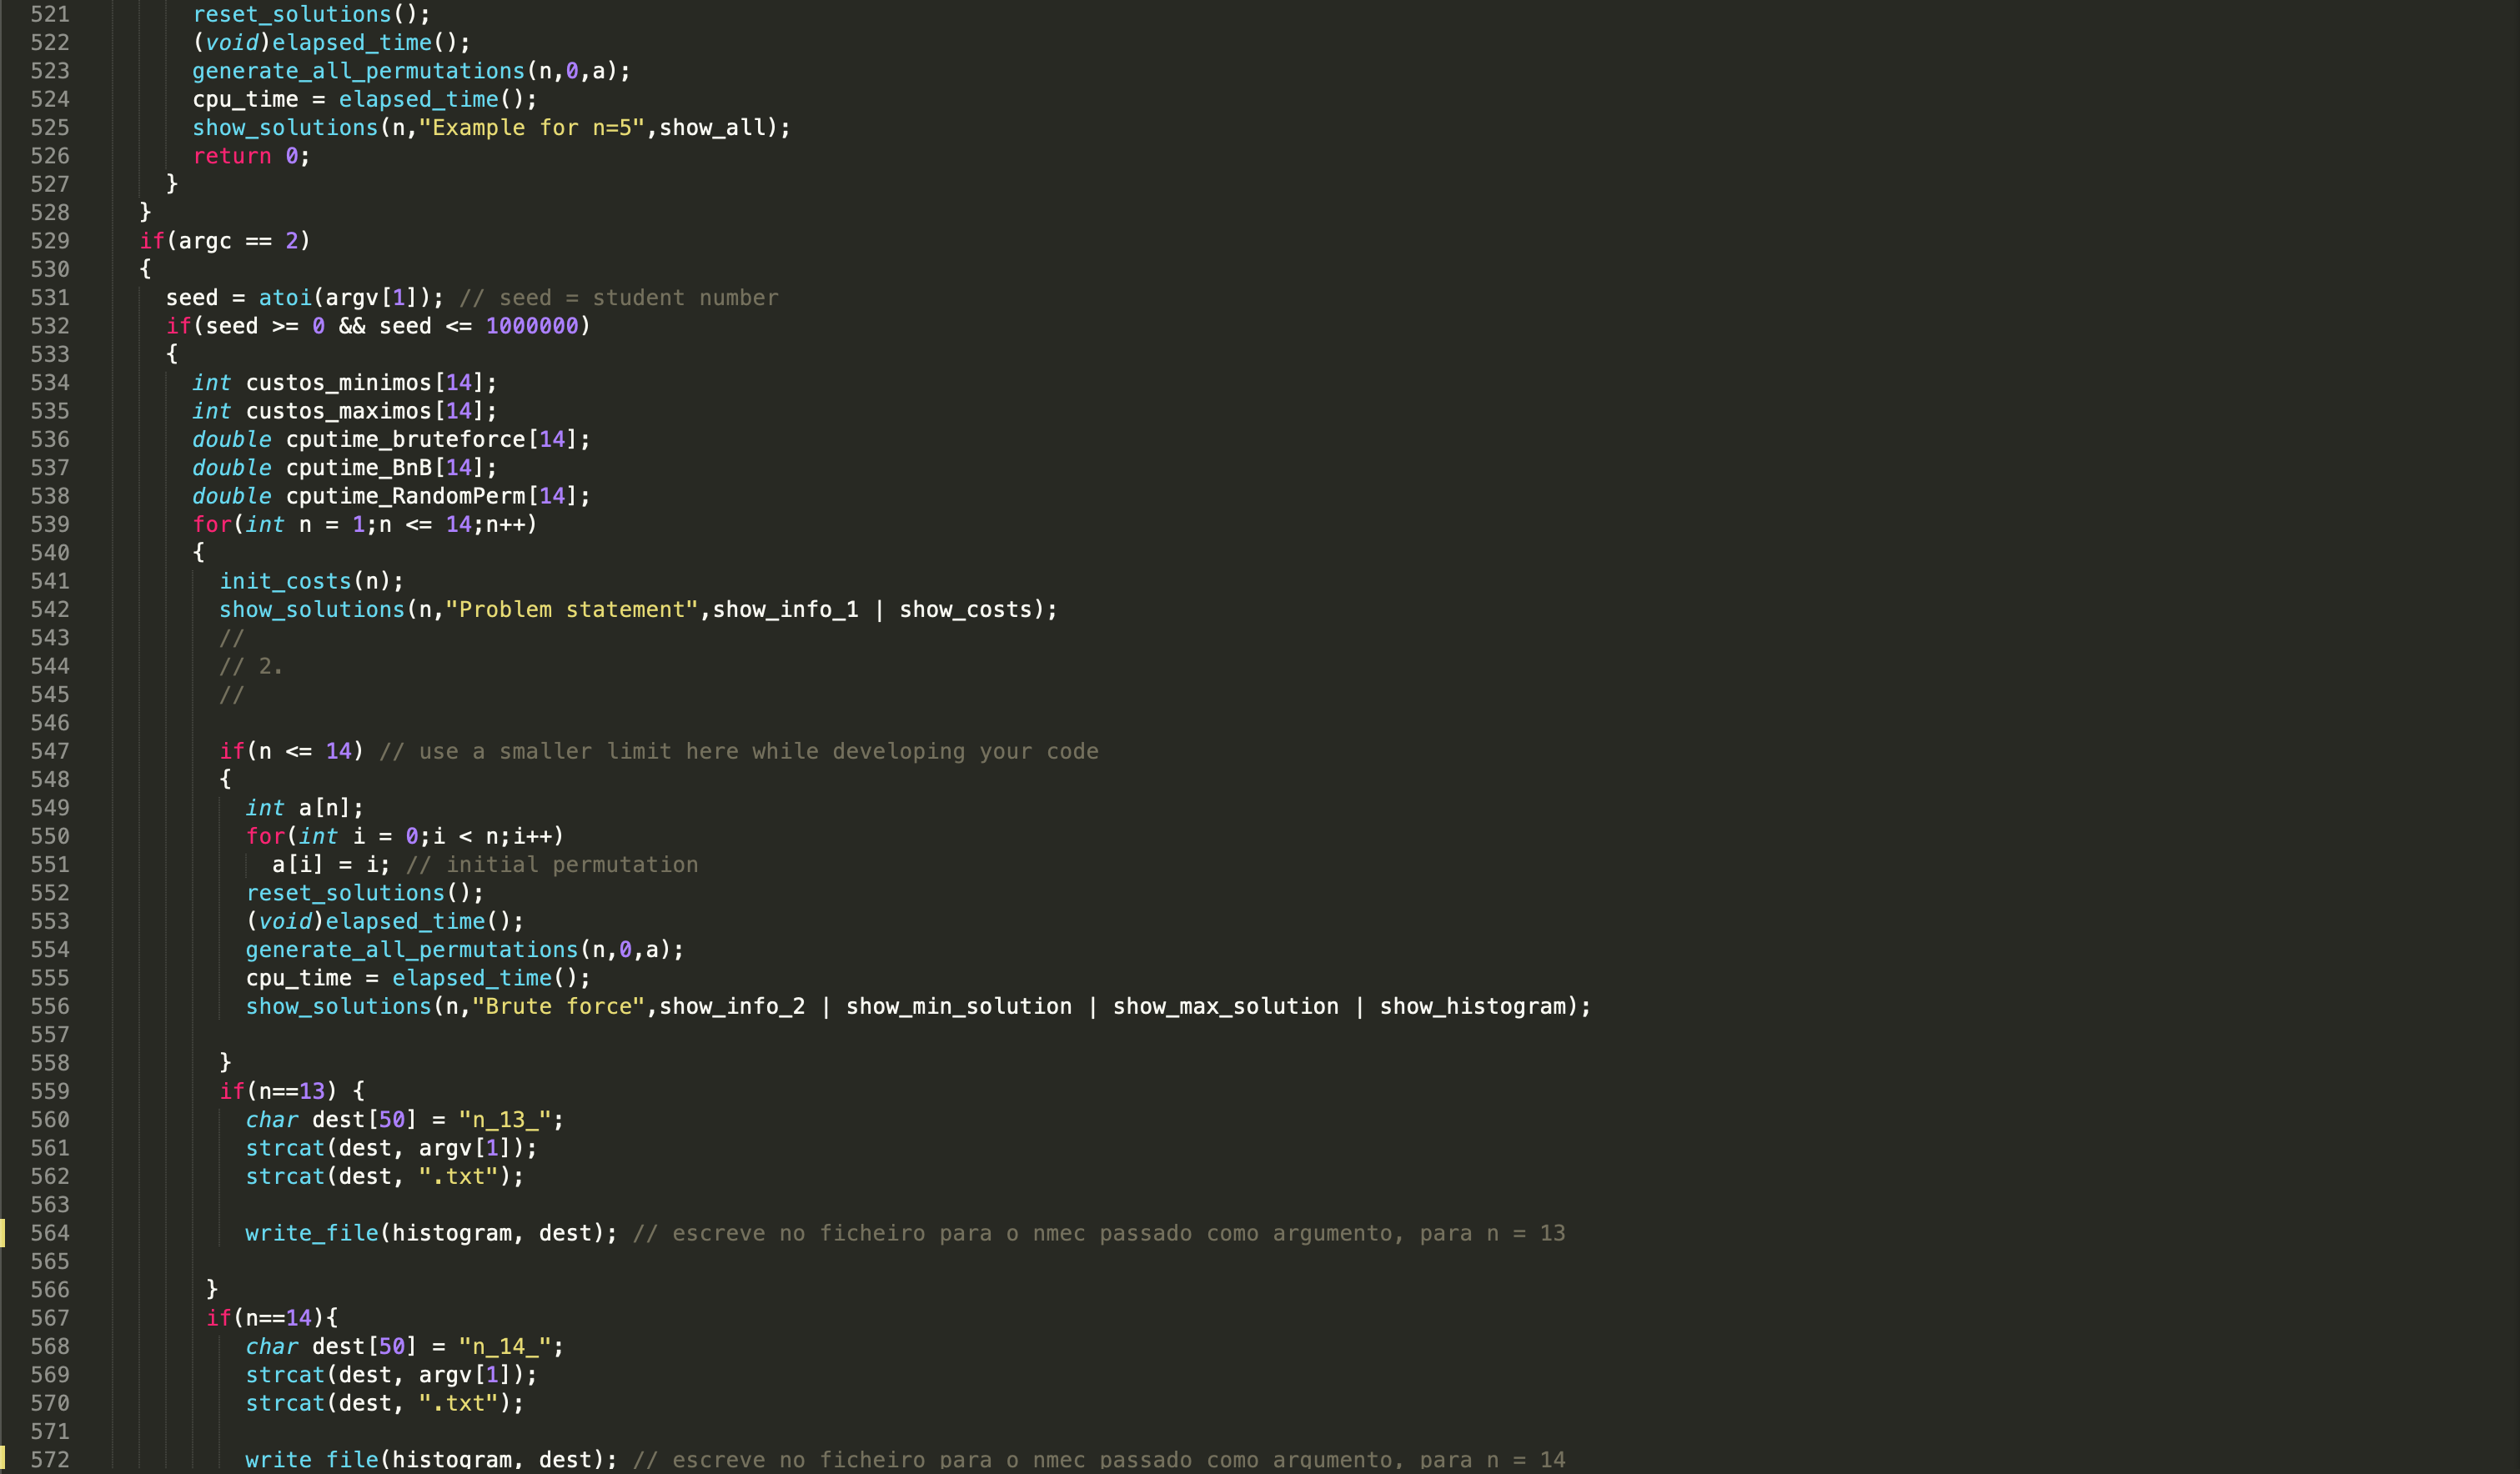 521 reset_solutions();
522 (void)elapsed_time();
523 generate_all_permutations(n,0,a);
524 cpu_time = elapsed_time();
525 show_solutions(n,"Example for n=5",show_all);
526 return 0;
527 }
528 }
529 if(argc == 2)
530 {
531 seed = atoi(argv[1]); // seed = student number
532 if(seed >= 0 && seed <= 1000000)
533 {
534 int custos_minimos[14];
535 int custos_maximos[14];
536 double cputime_bruteforce[14];
537 double cputime_BnB[14];
538 double cputime_RandomPerm[14];
539 for(int n = 1;n <= 14;n++)
540 {
541 init_costs(n);
542 show_solutions(n,"Problem statement",show_info_1 | show_costs);
543 //
544 // 2.
545 //
546
547 if(n <= 14) // use a smaller limit here while developing your code
548 {
549 int a[n];
550 for(int i = 0;i < n;i++)
551 a[i] = i; // initial permutation
552 reset_solutions();
553 (void)elapsed_time();
554 generate_all_permutations(n,0,a);
555 cpu_time = elapsed_time();
556 show_solutions(n,"Brute force",show_info_2 | show_min_solution | show_max_solution | show_histogram);
557
558 }
559 if(n==13) {
560 char dest[50] = "n_13_";
561 strcat(dest, argv[1]);
562 strcat(dest, ".txt");
563
564 write_file(histogram, dest); // escreve no ficheiro para o nmec passado como argumento, para n = 13
565
566 }
567 if(n==14){
568 char dest[50] = "n_14_";
569 strcat(dest, argv[1]);
570 strcat(dest, ".txt");
571
572 write_file(histogram, dest); // escreve no ficheiro para o nmec passado como argumento, para n = 14